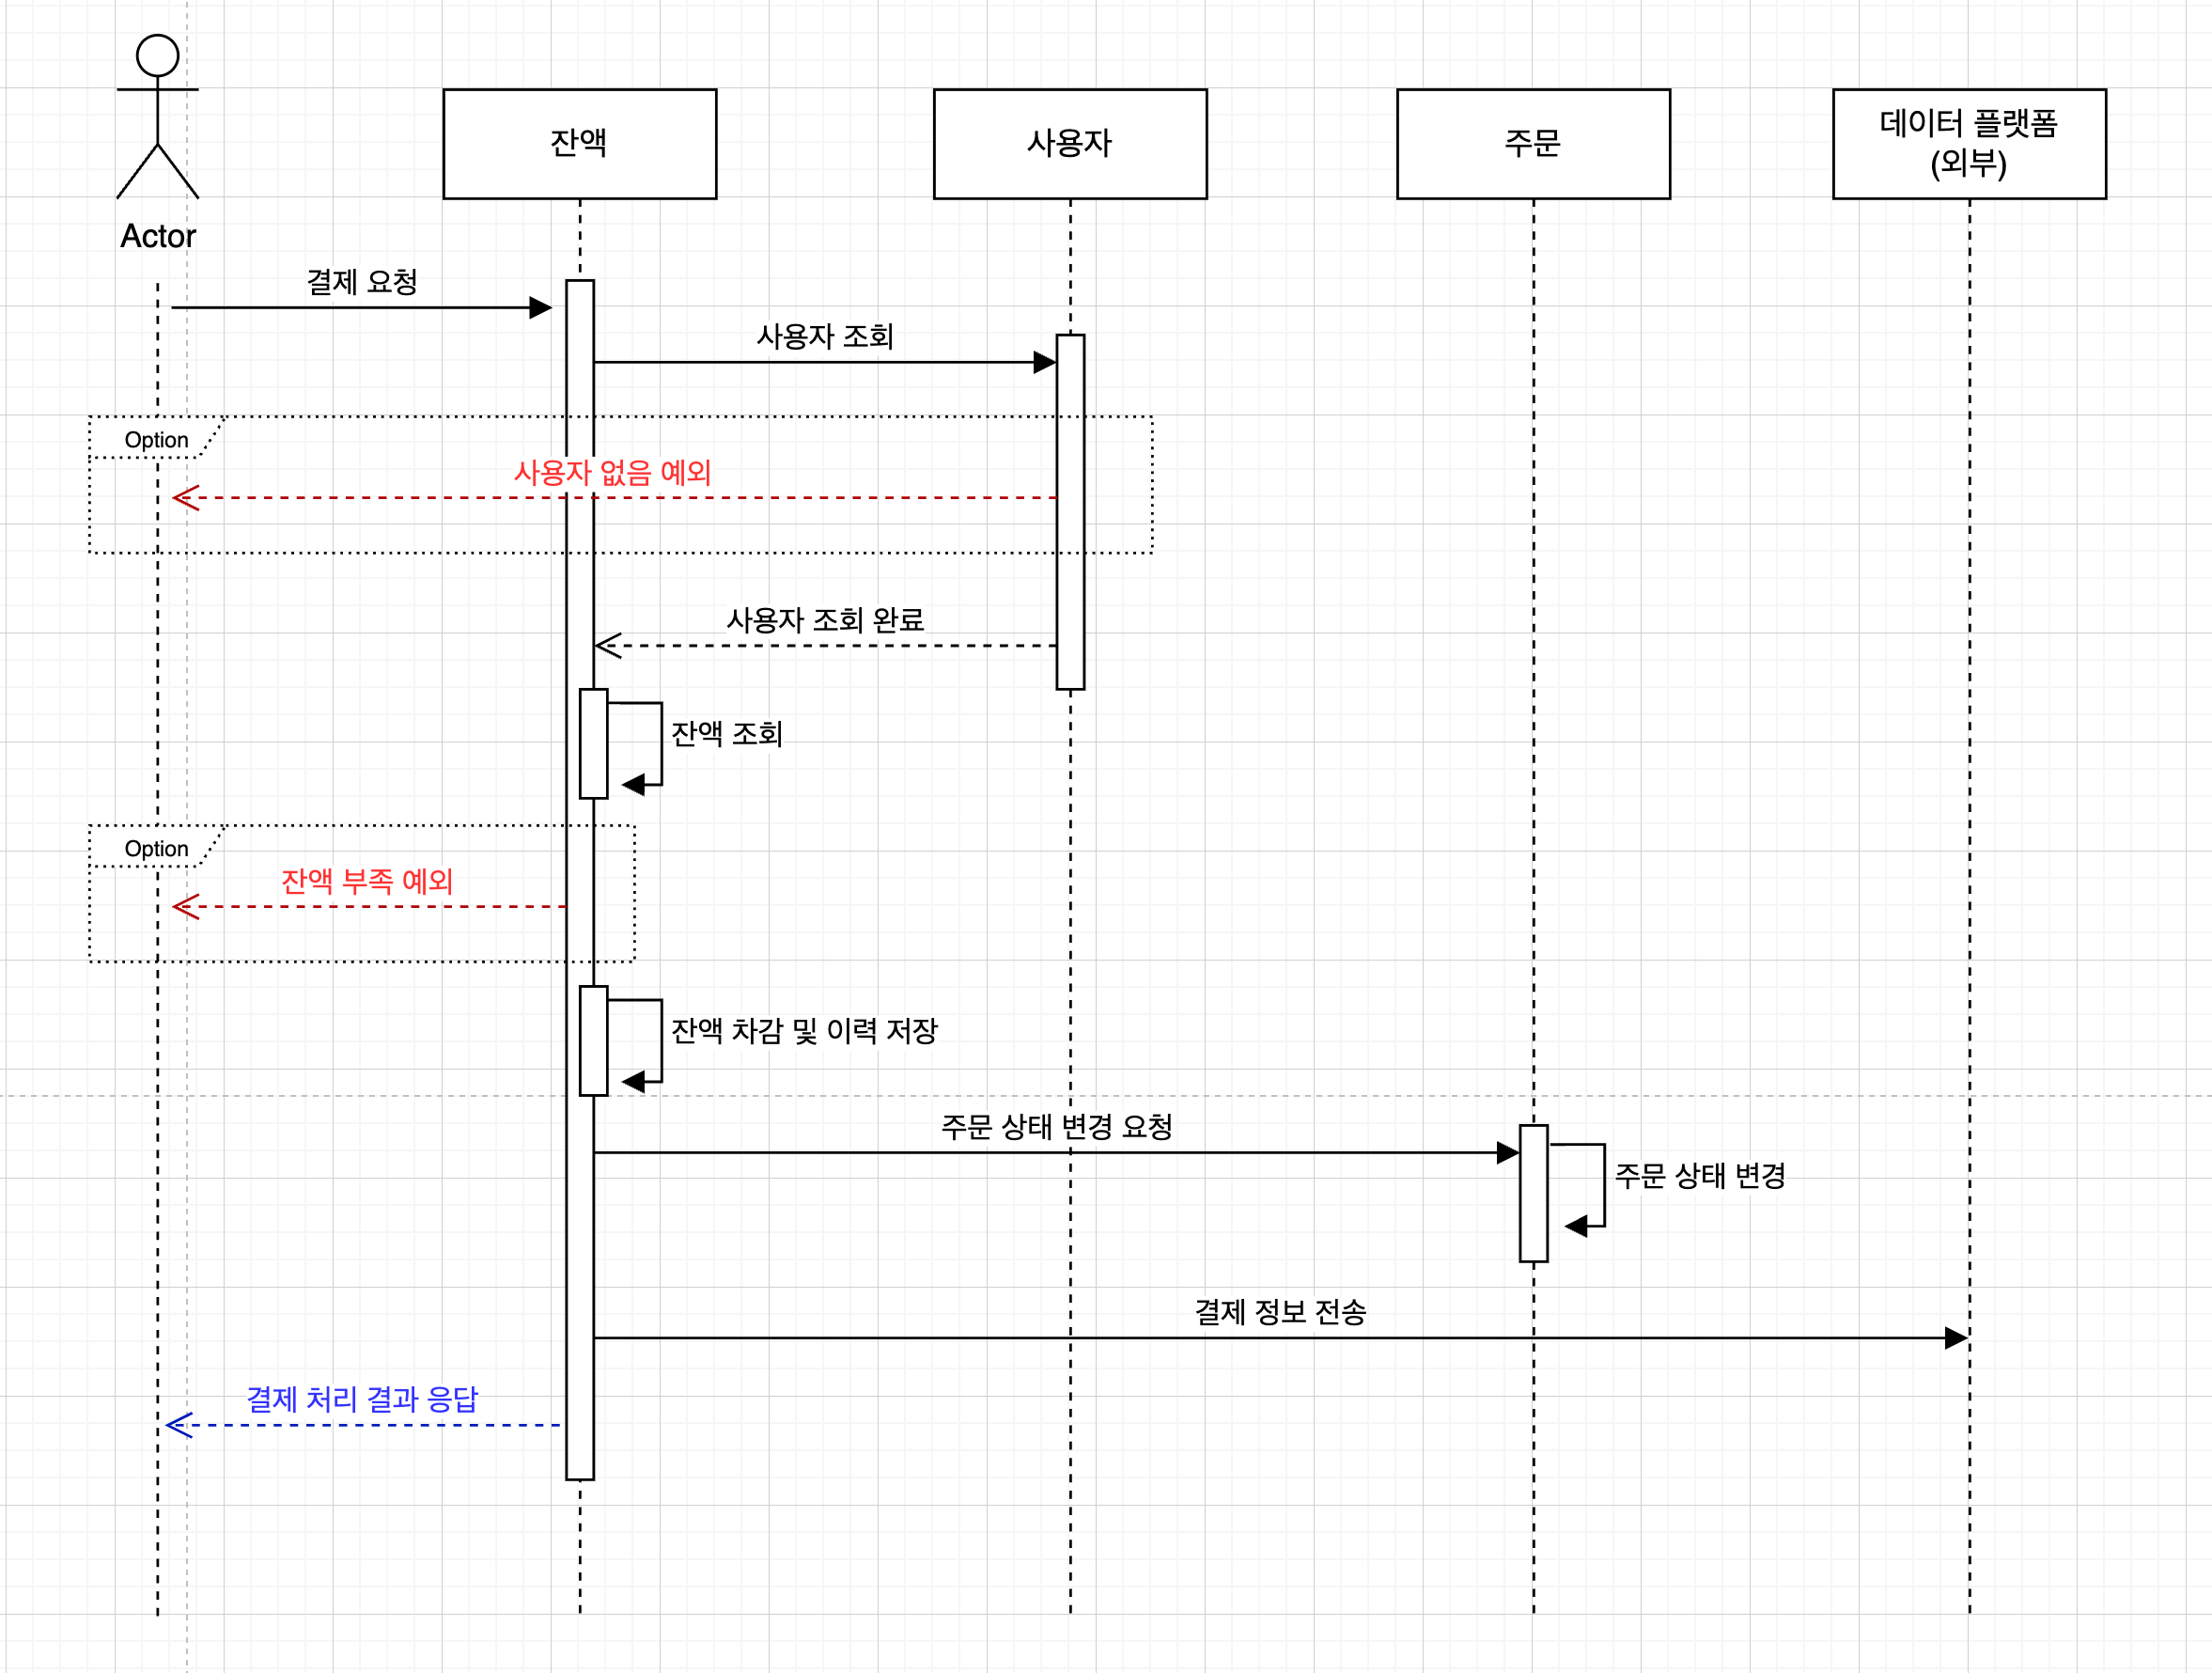 Actor
잔액
사용자
주문
데이터 플랫폼
(외부)
결제 요청
사용자 조회
Option
사용자 없음 예외
사용자 조회 완료
잔액 조회
Option
잔액 부족 예외
잔액 차감 및 이력 저장
주문 상태 변경 요청
주문 상태 변경
결제 정보 전송
결제 처리 결과 응답